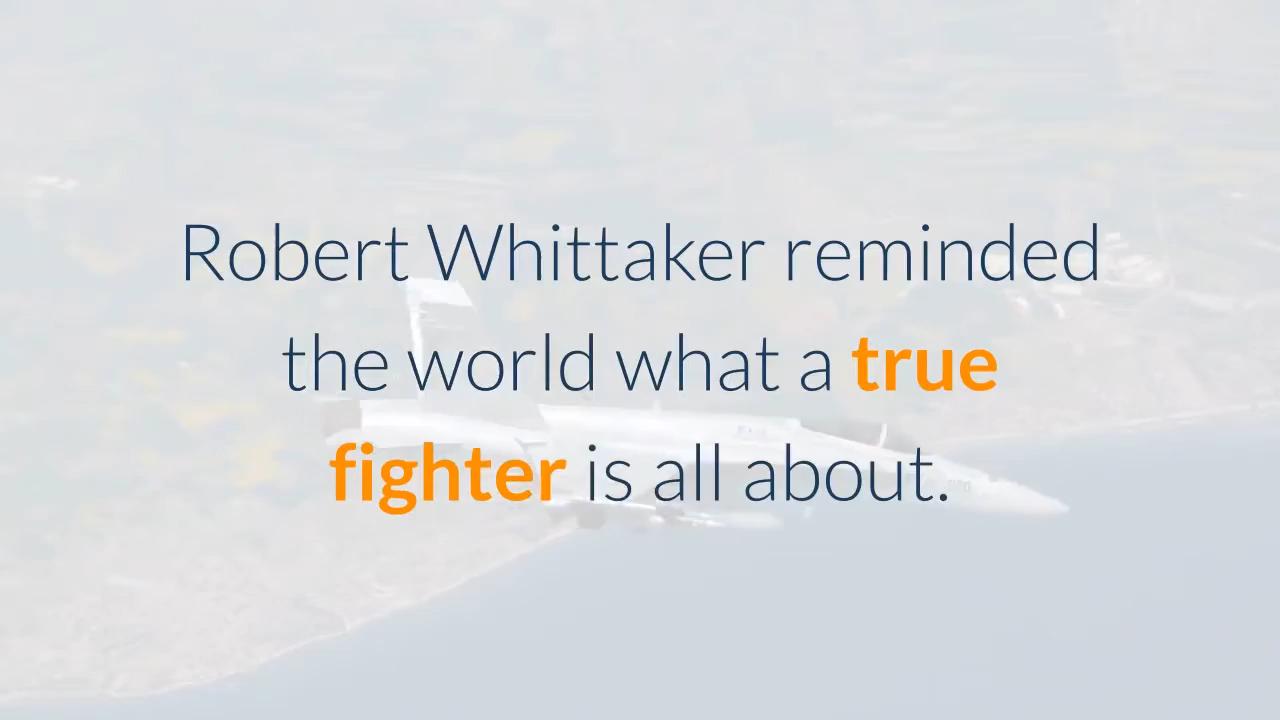 Robert Whittaker reminded
the world what a true
fighter is all about.